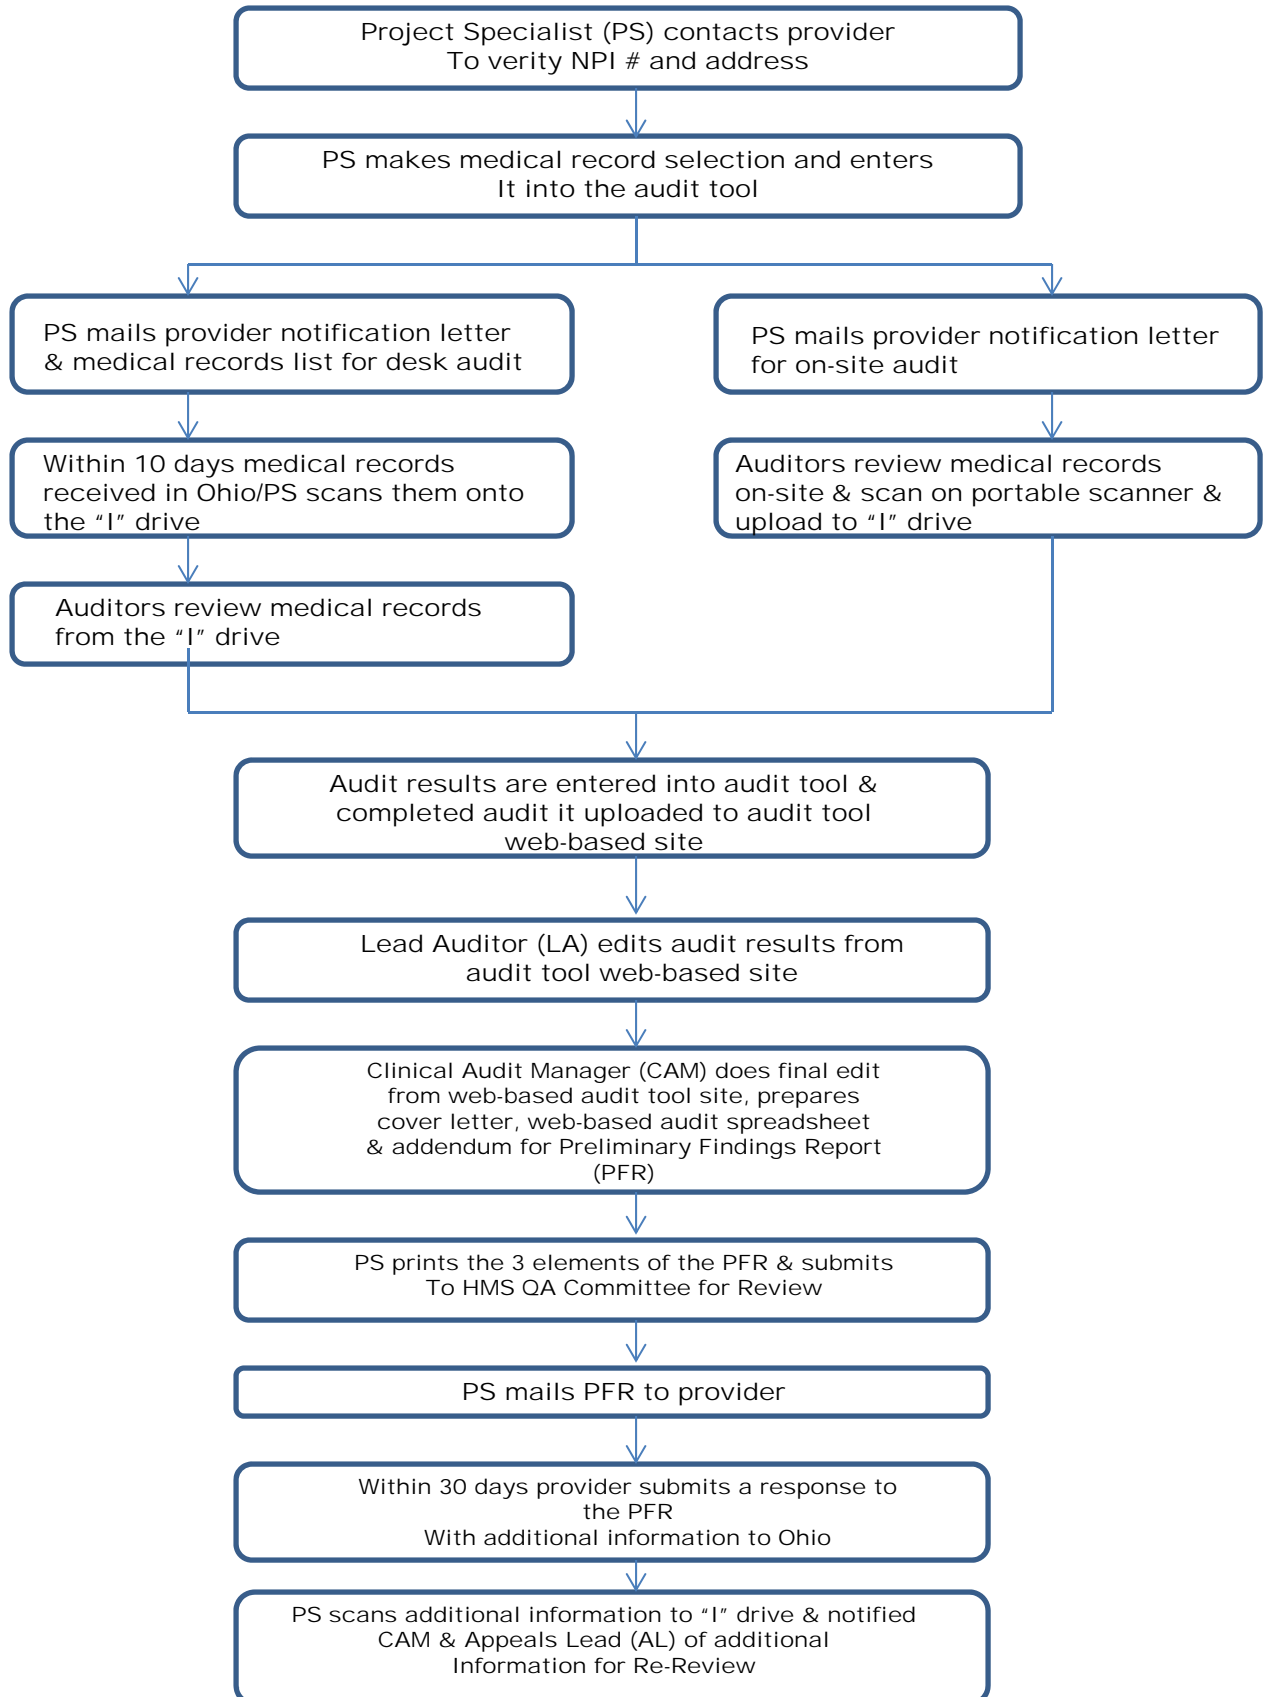 Project Specialist (PS) contacts provider
To verity NPI # and address
PS makes medical record selection and enters
It into the audit tool
PS mails provider notification letter
& medical records list for desk audit
PS mails provider notification letter
for on-site audit
Within 10 days medical records
received in Ohio/PS scans them onto
the “I” drive
Auditors review medical records
on-site & scan on portable scanner &
upload to “I” drive
Auditors review medical records
from the “I” drive
Audit results are entered into audit tool &
completed audit it uploaded to audit tool
web-based site
Lead Auditor (LA) edits audit results from
audit tool web-based site
Clinical Audit Manager (CAM) does final edit
from web-based audit tool site, prepares
cover letter, web-based audit spreadsheet
& addendum for Preliminary Findings Report
(PFR)
PS prints the 3 elements of the PFR & submits
To HMS QA Committee for Review
PS mails PFR to provider
Within 30 days provider submits a response to
the PFR
With additional information to Ohio
PS scans additional information to “I” drive & notified
CAM & Appeals Lead (AL) of additional
Information for Re-Review